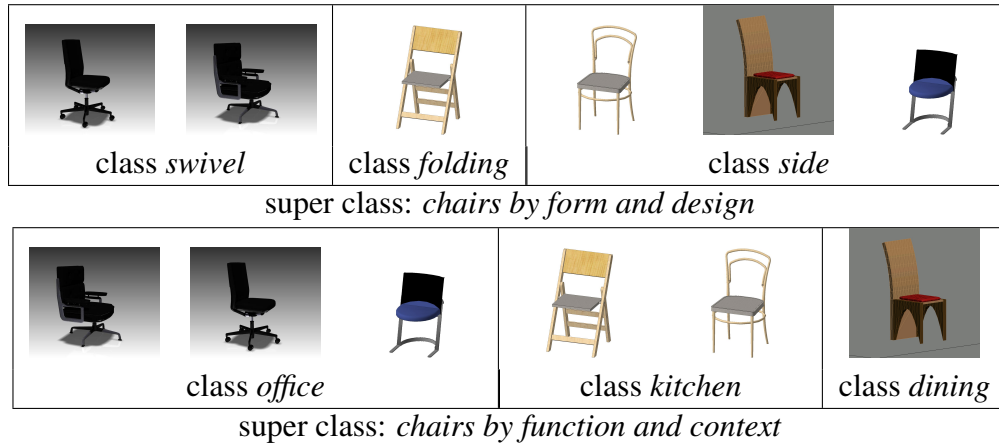 class swivel
class folding
class side
super class: chairs by form and design
class office
class kitchen
class dining
super class: chairs by function and context